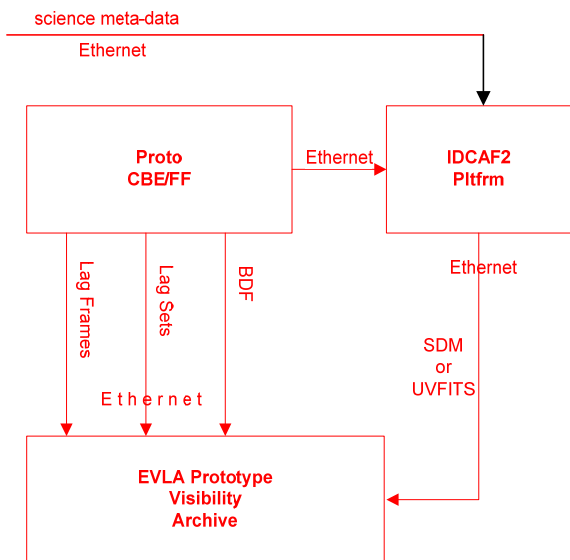 science meta-data
Ethernet
Proto
CBE/FF
Ethernet
IDCAF2
Pltfrm
Lag Frames
Lag Sets
BDF
Ethernet
SDM
or
UVFITS
E t h e r n e t
EVLA Prototype
Visibility
Archive